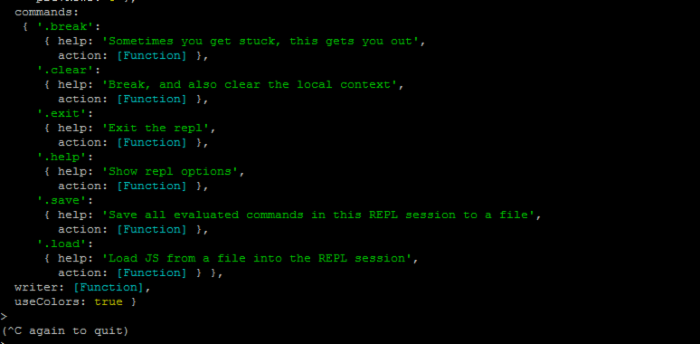 commands:
{ '.break':
{ help: 'Sometimes you get stuck, this gets you out',
action: [Function] },
'.clear':
{ help: 'Break, and also clear the local context',
action: [Function] },
'.exit':
{ help: 'Exit the repl',
action: [Function] },
'.help':
{ help: 'Show repl options',
action: [Function] },
'.save':
{ help: 'Save all evaluated commands in this REPL session to a file',
action: [Function] },
'.load':
{ help: 'Load JS from a file into the REPL session',
action: [Function] } },
writer: [Function],
useColors: true }
>
(^C again to quit)